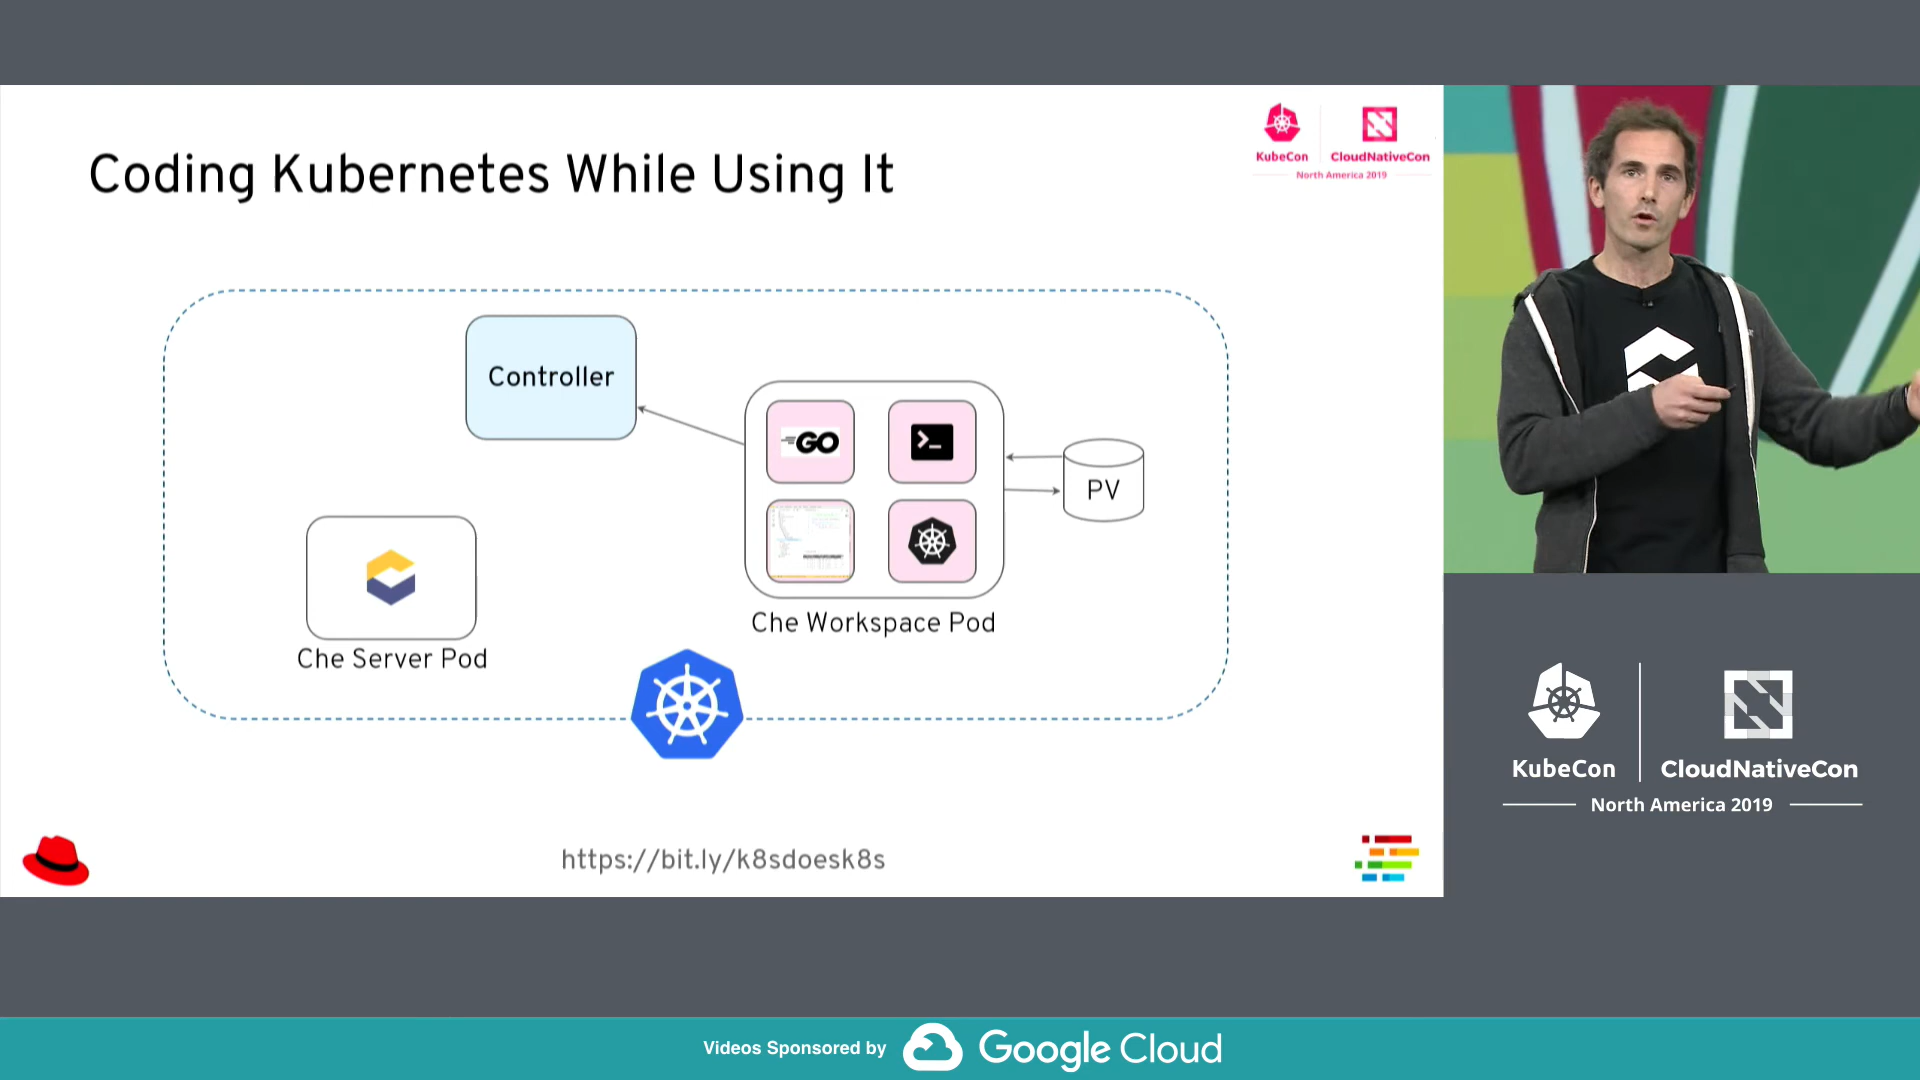 Coding Kubernetes While Using It
KubeCon
CloudNativeCon
North America 2019
Controller
GO
>_
PV
Che Workspace Pod
Che Server Pod
https://bit.ly/k8sdoesk8s
KubeCon
CloudNativeCon
North America 2019
Videos Sponsored by
Google Cloud